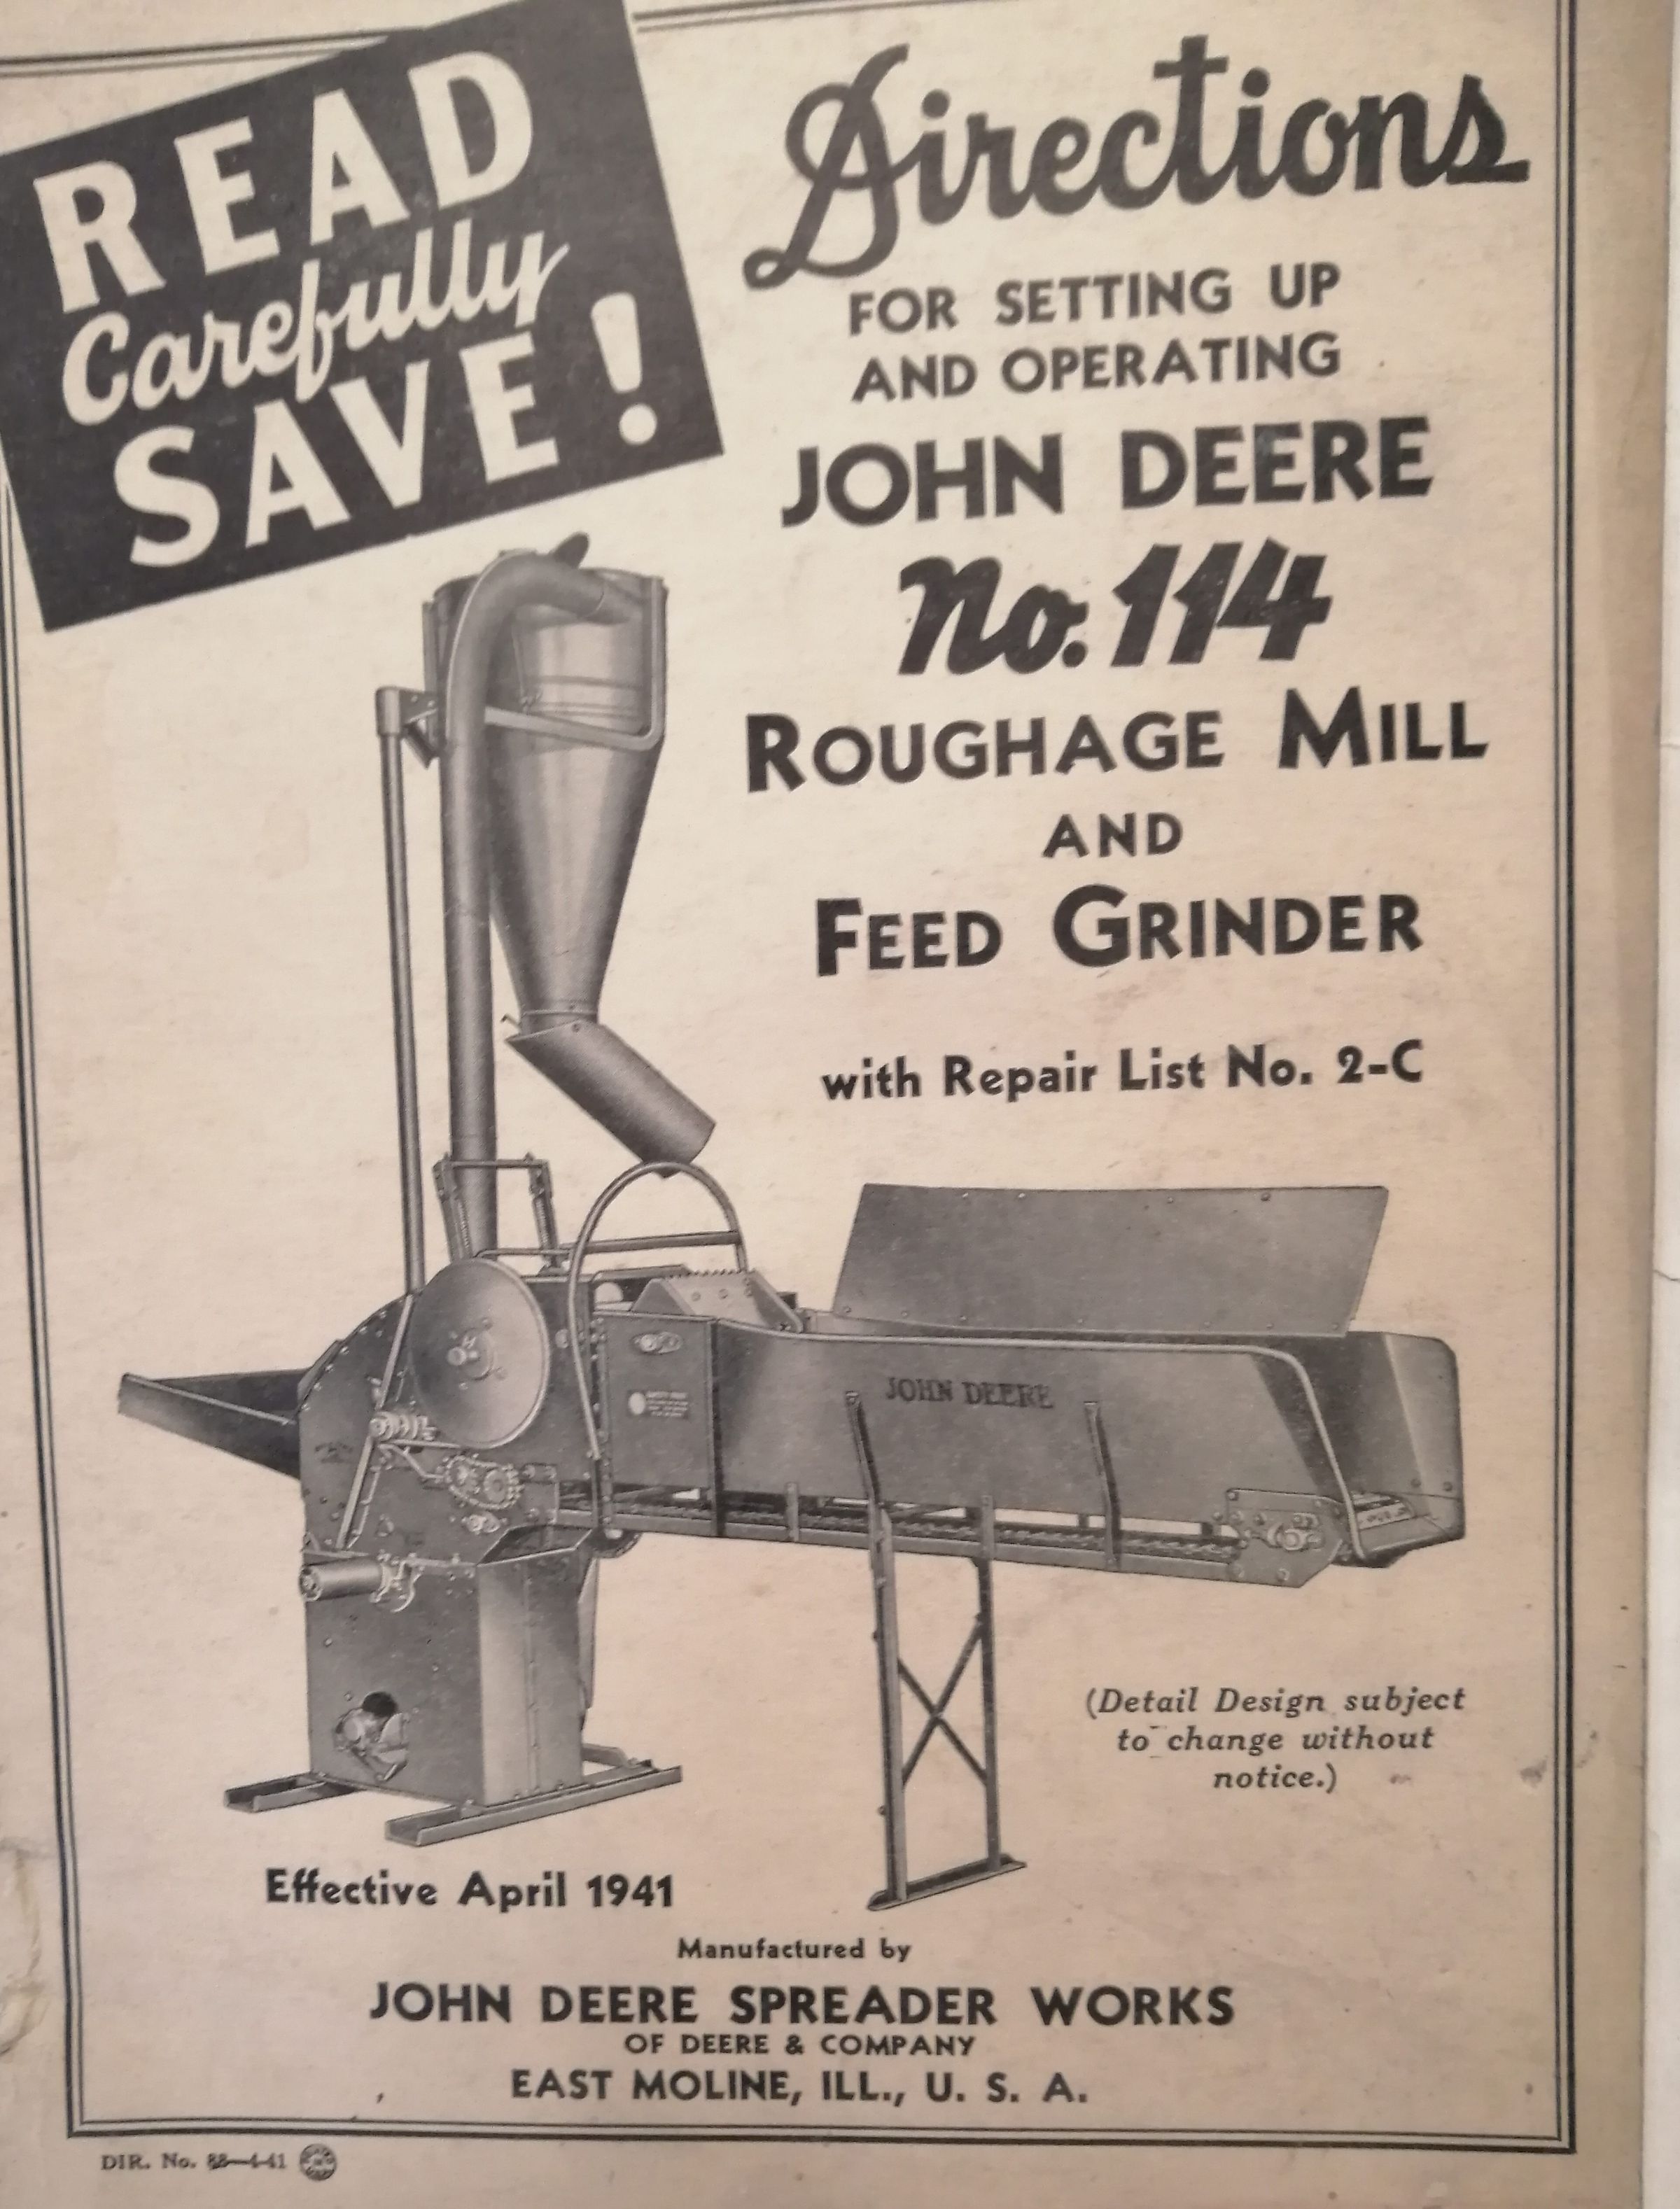 READ
Carefully
SAVE!
Directions
FOR SETTING UP
AND OPERATING
JOHN DEERE
No. 114
ROUGHAGE MILL
AND
FEED GRINDER
with Repair List No. 2-C
JOHN DEERE
(Detail Design subject
to change without
notice.)
Effective April 1941
Manufactured by
JOHN DEERE SPREADER WORKS
OF DEERE & COMPANY
EAST MOLINE, ILL., U. S. A.
DIR. No.